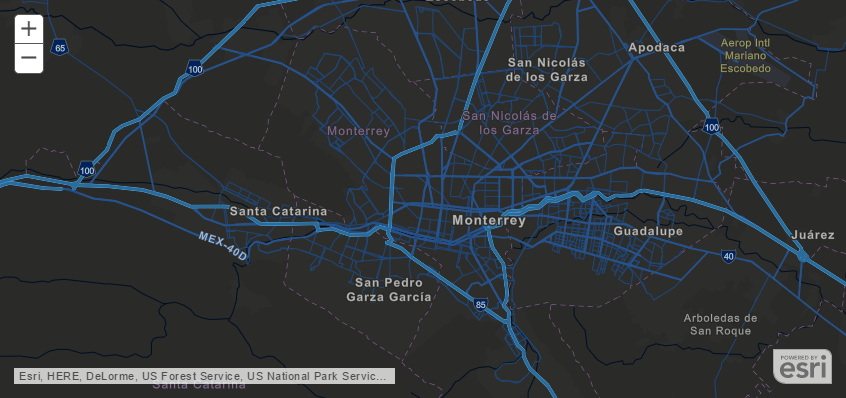 +
−
65
100
Apodaca
Aerop Intl
Mariano
Escobedo
San Nicolás
de los Garza
San Nicolás de
los Garza
Monterrey
100
100
Santa Catarina
Monterrey
MEX-40D
Guadalupe
Juárez
40
San Pedro
Garza García
85
Arboledas de
San Roque
POWERED BY
esri
Esri, HERE, DeLorme, US Forest Service, US National Park Servic...
Santa Catarina